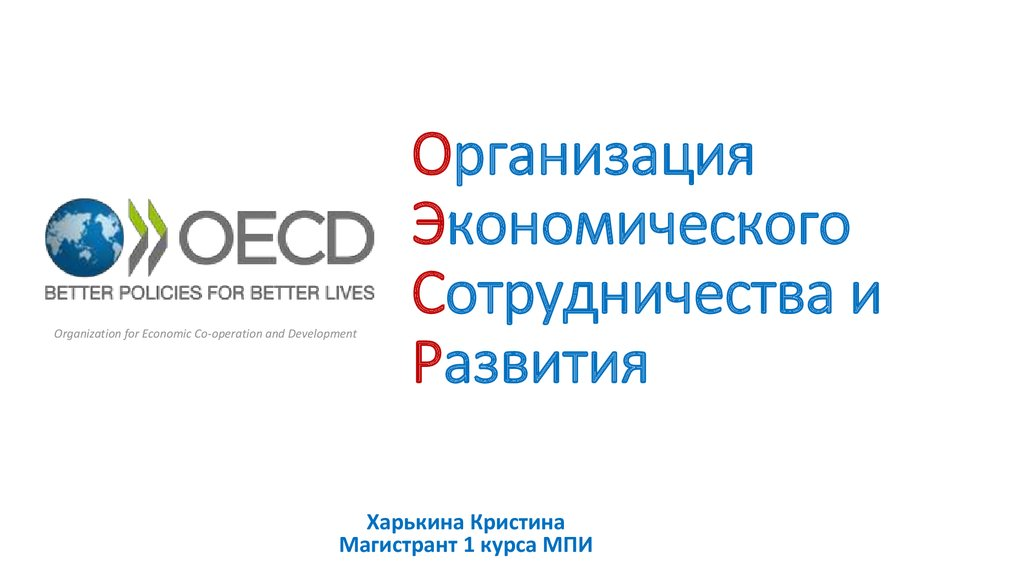 OECD
BETTER POLICIES FOR BETTER LIVES
Organization for Economic Co-operation and Development
Организация
Экономического
Сотрудничества и
Развития
Харькина Кристина
Магистрант 1 курса МПИ